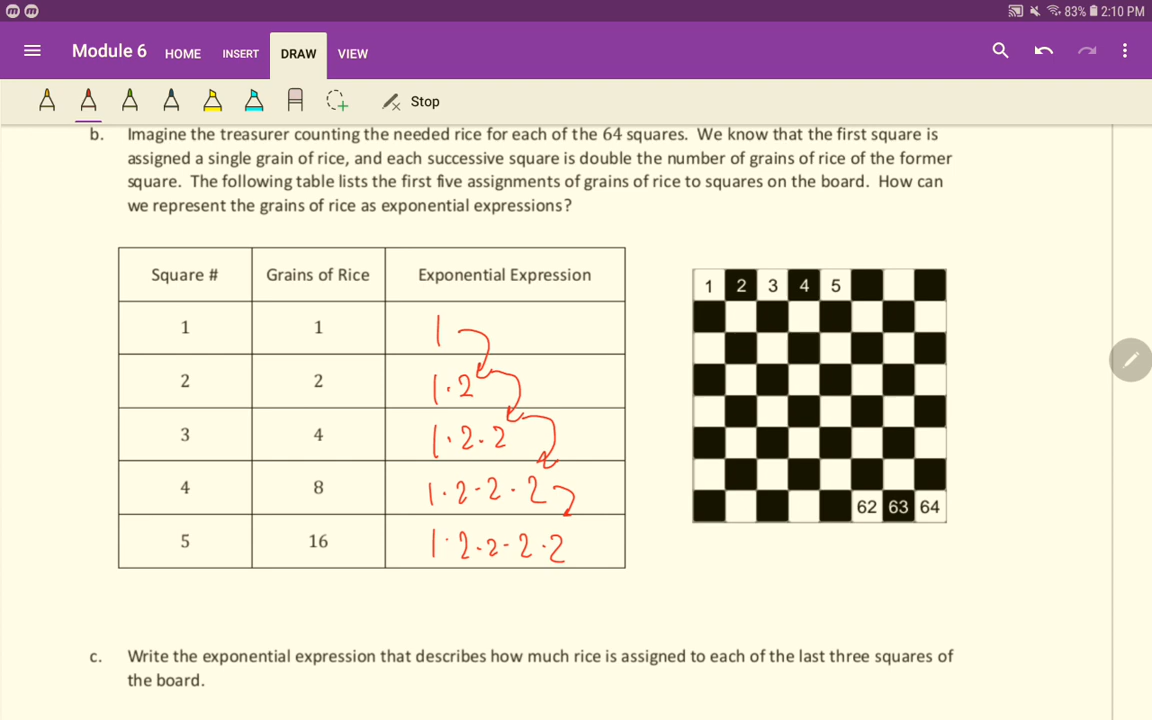 83% 2:10 PM
Module 6 HOME INSERT DRAW VIEW
Stop
b. Imagine the treasurer counting the needed rice for each of the 64 squares. We know that the first square is
assigned a single grain of rice, and each successive square is double the number of grains of rice of the former
square. The following table lists the first five assignments of grains of rice to squares on the board. How can
we represent the grains of rice as exponential expressions?
Square # Grains of Rice Exponential Expression
1 1 1
2 2 1·2
3 4 1·2·2
4 8 1·2·2·2
5 16 1·2·2·2·2
1 2 3 4 5
62 63 64
c. Write the exponential expression that describes how much rice is assigned to each of the last three squares of
the board.